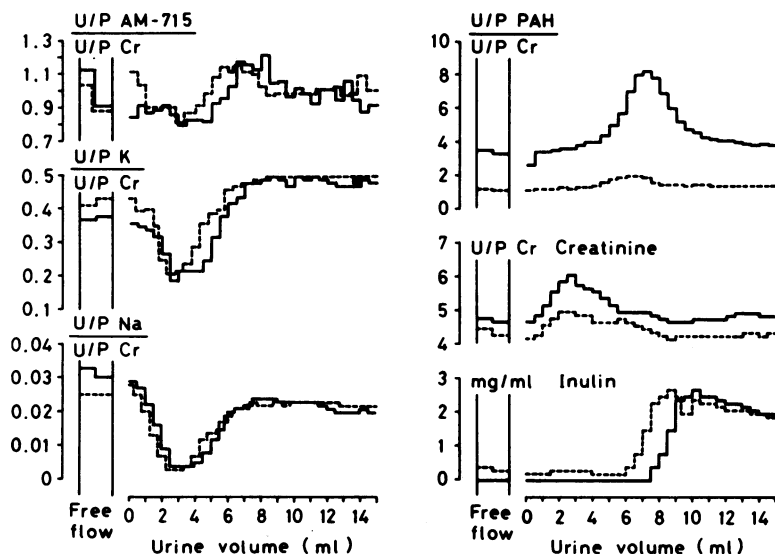 U/P AM-715
U/P Cr
1.3
1.1
0.9
0.7
U/P K
U/P Cr
0.5
0.4
0.3
0.2
0.1
U/P Na
U/P Cr
0.04
0.03
0.02
0.01
0
Free
flow
0 2 4 6 8 10 12 14
Urine volume (ml)
U/P PAH
U/P Cr
10
8
6
4
2
0
U/P Cr Creatinine
7
6
5
4
mg/ml Inulin
3
2
1
0
Free
flow
0 2 4 6 8 10 12 14
Urine volume (ml)